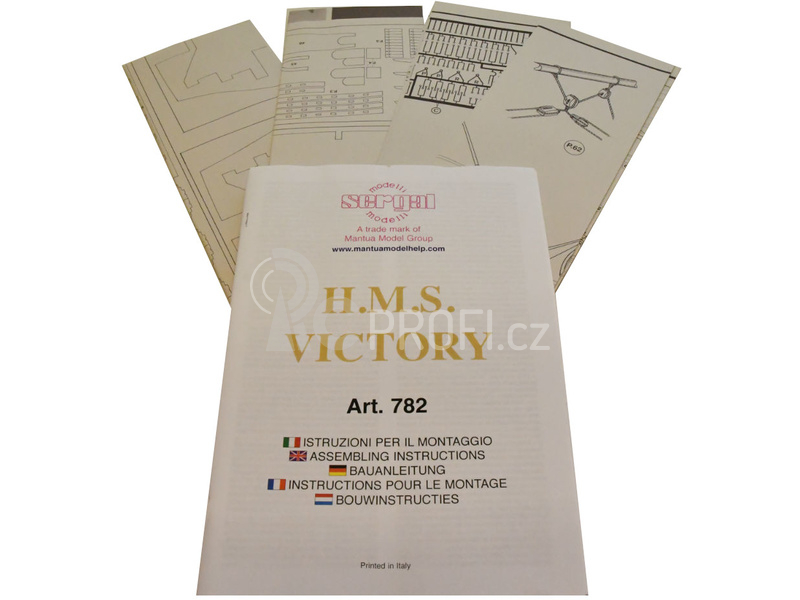 P.62
C
modelli
sergal
modelli
A trade mark of
Mantua Model Group
www.mantuamodelhelp.com
H.M.S.
VICTORY
PROFI.cz
Art. 782
ISTRUZIONI PER IL MONTAGGIO
ASSEMBLING INSTRUCTIONS
BAUANLEITUNG
INSTRUCTIONS POUR LE MONTAGE
BOUWINSTRUCTIES
Printed in Italy